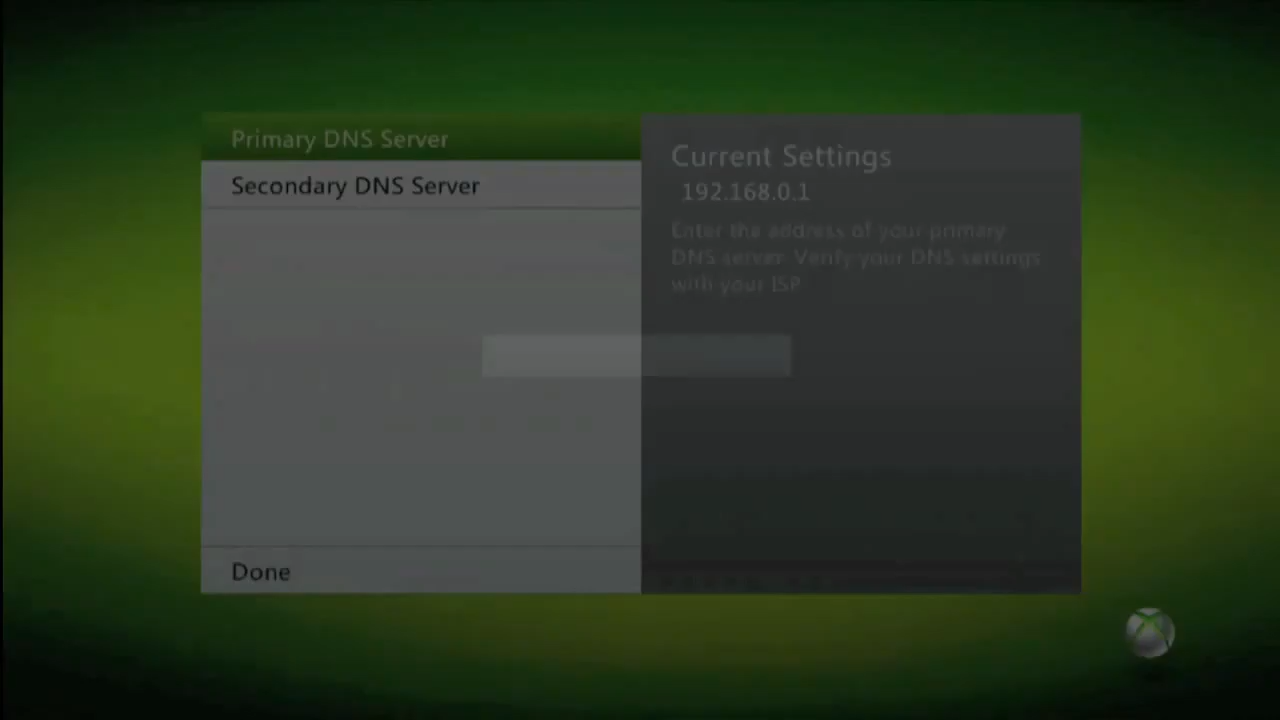 Primary DNS Server
Secondary DNS Server
Done
Current Settings
192.168.0.1
Enter the address of your primary
DNS server. Verify your DNS settings
with your ISP.